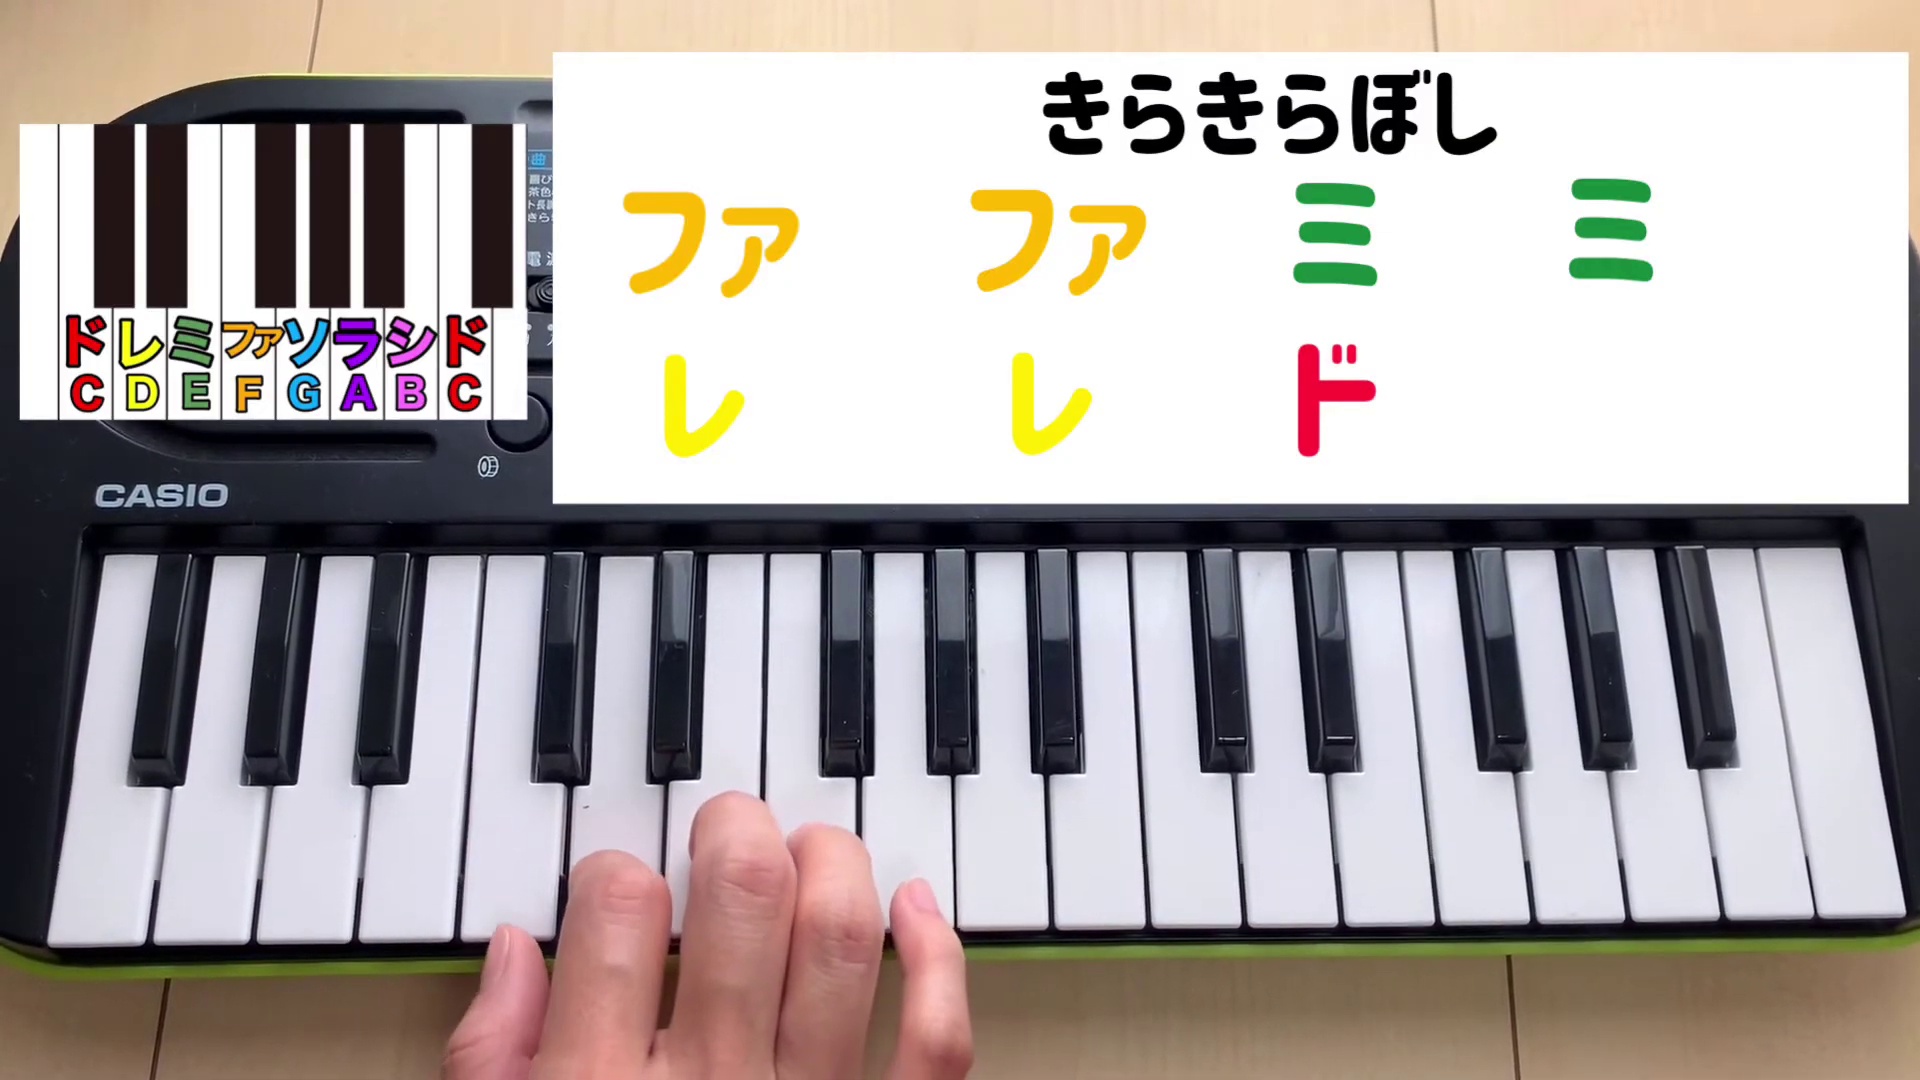 きらきらぼし
ファ ファ ミ ミ
レ レ ド
ド レ ミ ファ ソ ラ シ ド
C D E F G A B C
CASIO